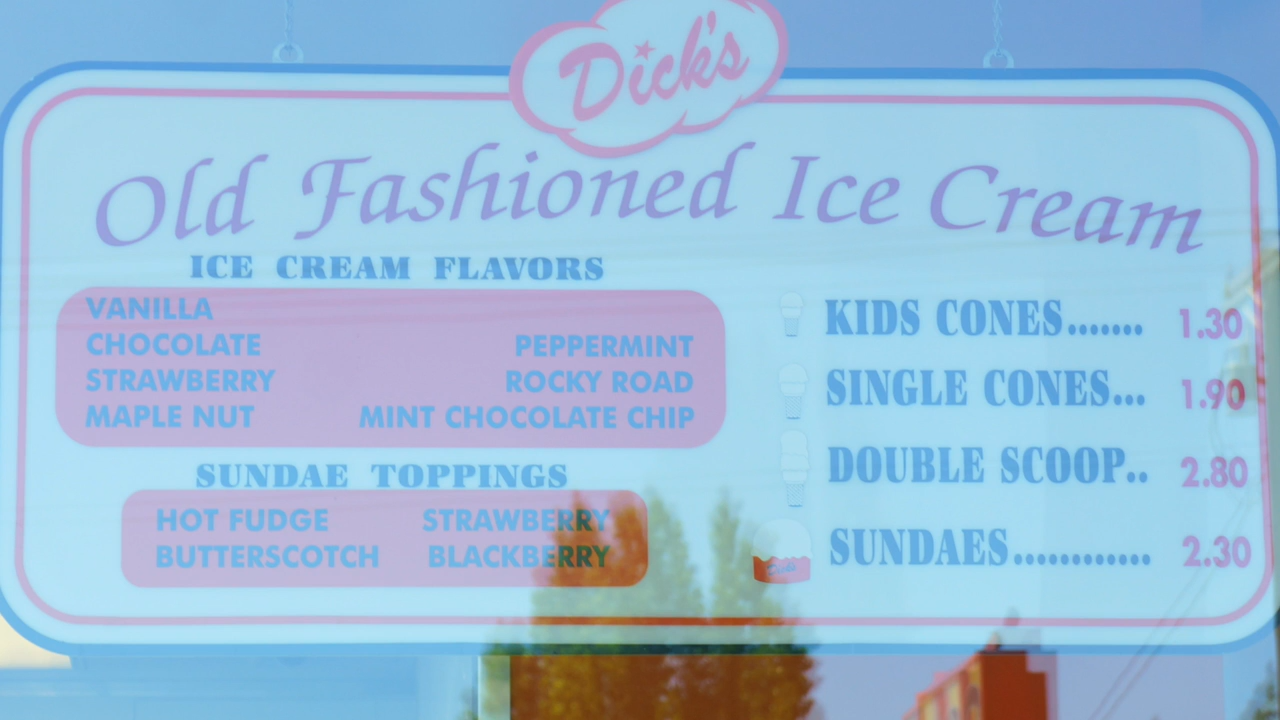 Dick's
Old Fashioned Ice Cream
ICE CREAM FLAVORS
VANILLA
CHOCOLATE
STRAWBERRY
MAPLE NUT
PEPPERMINT
ROCKY ROAD
MINT CHOCOLATE CHIP
SUNDAE TOPPINGS
HOT FUDGE
BUTTERSCOTCH
STRAWBERRY
BLACKBERRY
KIDS CONES....... 1.30
SINGLE CONES... 1.90
DOUBLE SCOOP.. 2.80
SUNDAES............ 2.30
Dick's